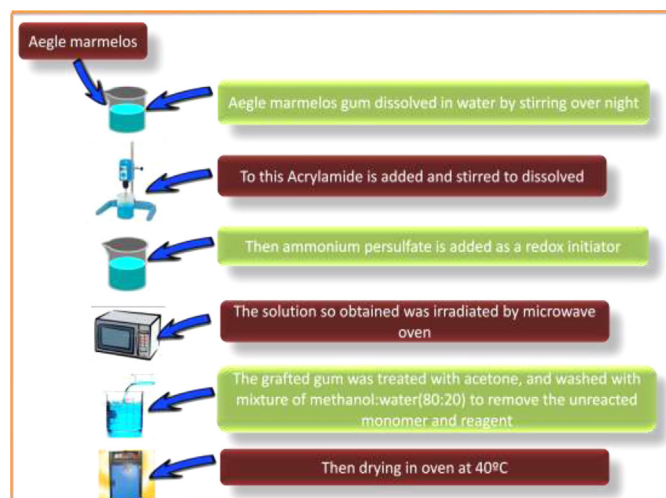 Aegle marmelos
Aegle marmelos gum dissolved in water by stirring over night
To this Acrylamide is added and stirred to dissolved
Then ammonium persulfate is added as a redox initiator
The solution so obtained was irradiated by microwave
oven
The grafted gum was treated with acetone, and washed with
mixture of methanol:water(80:20) to remove the unreacted
monomer and reagent
Then drying in oven at 40ºC